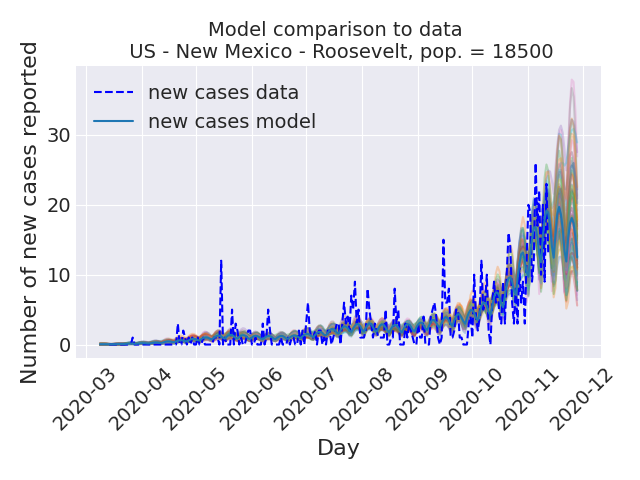 Model comparison to data
US - New Mexico - Roosevelt, pop. = 18500
Number of new cases reported
new cases data
new cases model
30
20
10
0
2020-03
2020-04
2020-05
2020-06
2020-07
2020-08
2020-09
2020-10
2020-11
2020-12
Day